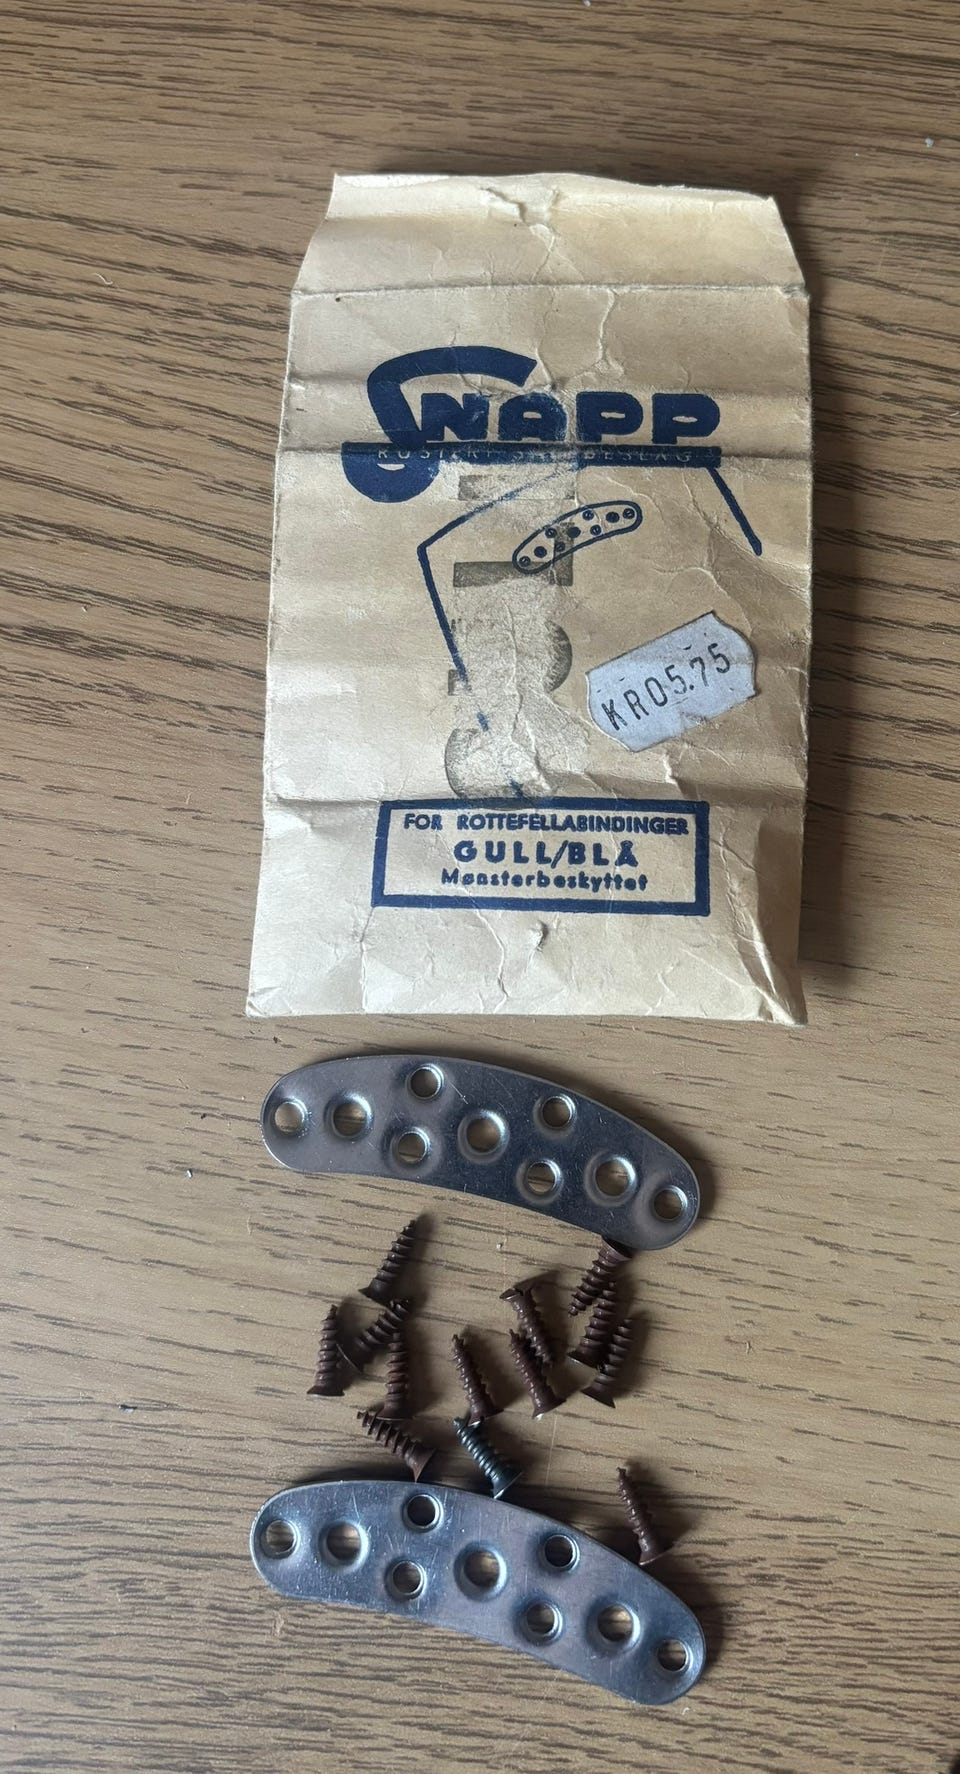 SNAPP
KR05.75
FOR ROTTEFELLABINDINGER
GULL/BLÅ
Mønsterbeskyttet